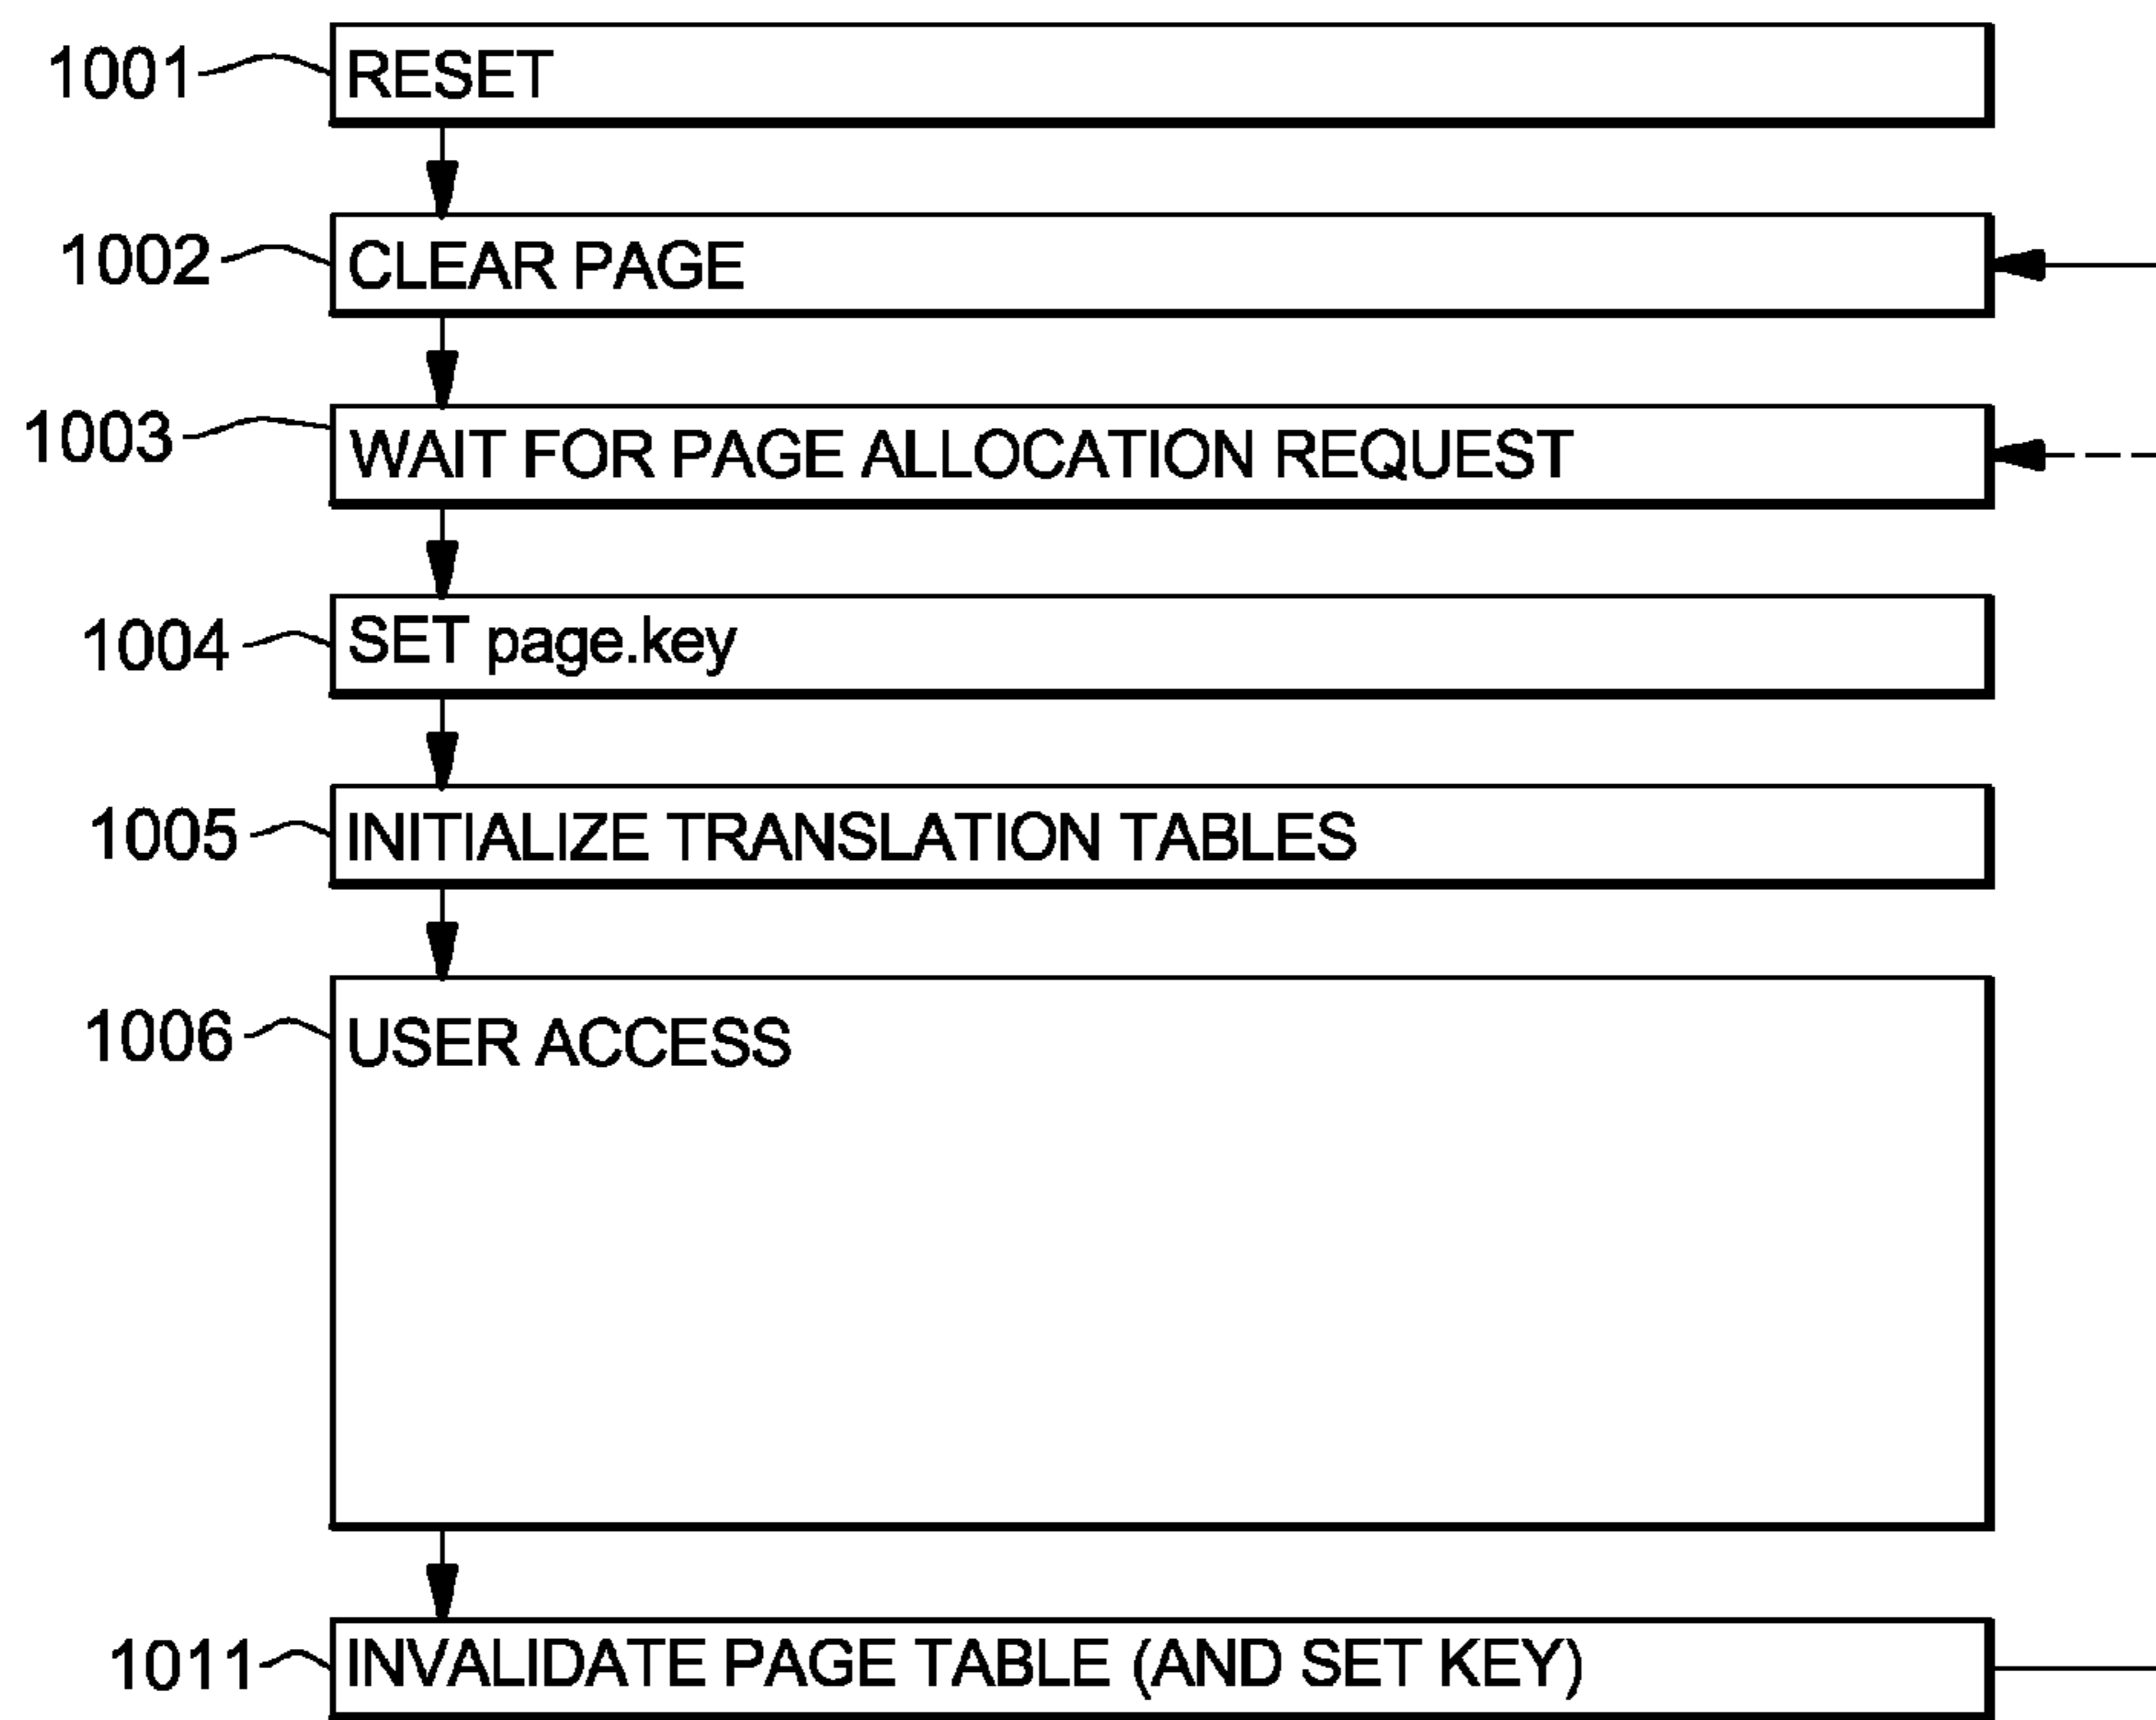 1001 RESET
1002 CLEAR PAGE
1003 WAIT FOR PAGE ALLOCATION REQUEST
1004 SET page.key
1005 INITIALIZE TRANSLATION TABLES
1006 USER ACCESS
1011 INVALIDATE PAGE TABLE (AND SET KEY)